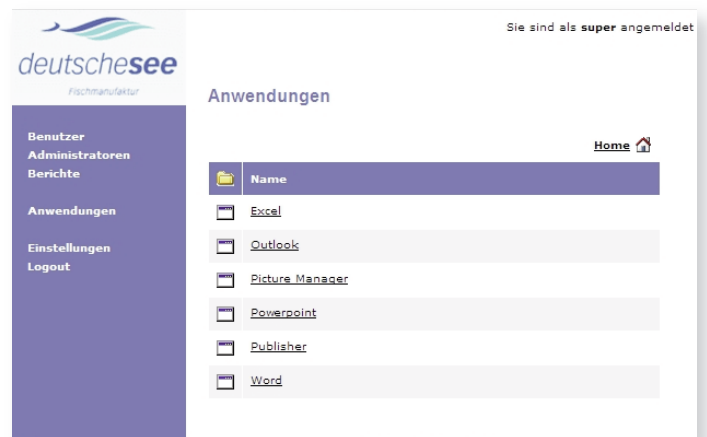 Sie sind als super angemeldet
deutschesee
Fischmanufaktur
Anwendungen
Benutzer
Administratoren
Berichte
Anwendungen
Einstellungen
Logout
Home
Name
Excel
Outlook
Picture Manager
Powerpoint
Publisher
Word